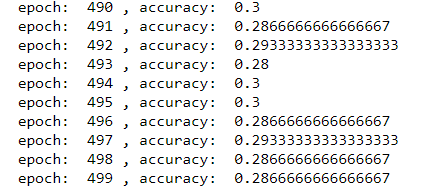 epoch:  490 , accuracy:  0.3
epoch:  491 , accuracy:  0.2866666666666667
epoch:  492 , accuracy:  0.29333333333333333
epoch:  493 , accuracy:  0.28
epoch:  494 , accuracy:  0.3
epoch:  495 , accuracy:  0.3
epoch:  496 , accuracy:  0.2866666666666667
epoch:  497 , accuracy:  0.29333333333333333
epoch:  498 , accuracy:  0.2866666666666667
epoch:  499 , accuracy:  0.2866666666666667